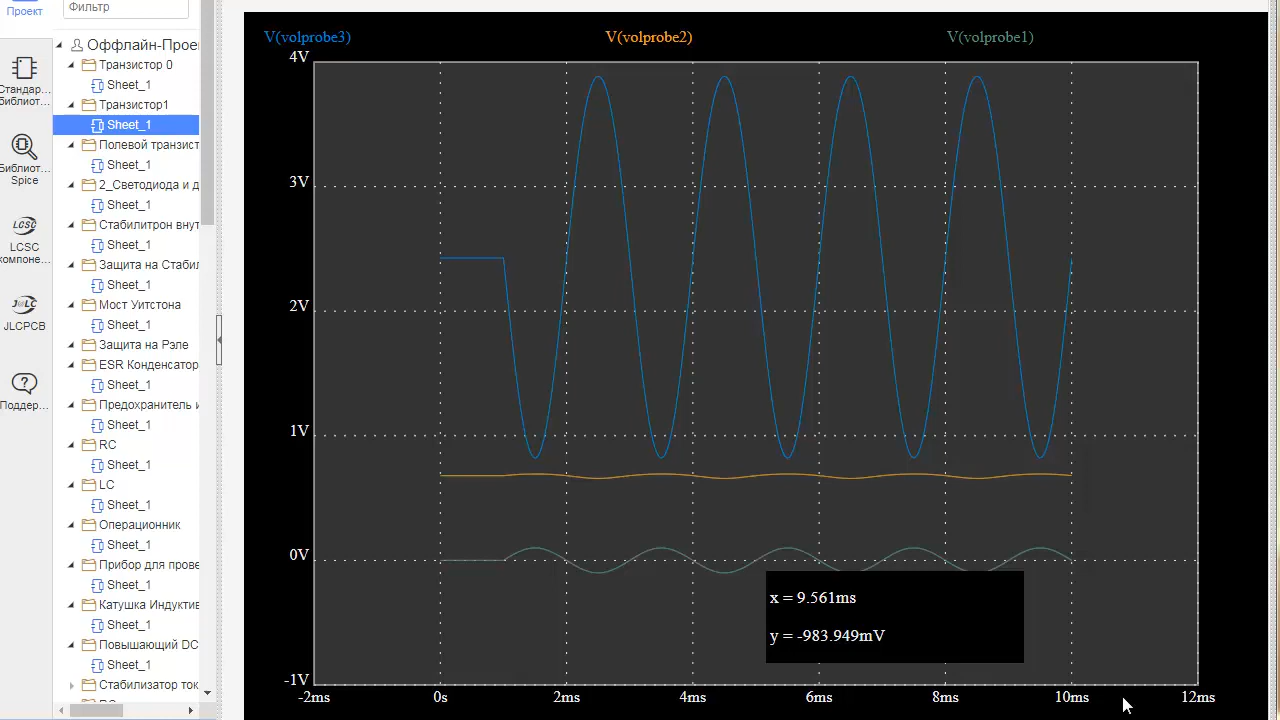 Проект
Стандар...
библиот...
Библиот...
Spice
LCSC
LCSC
компоне...
JLCPCB
Поддер...
Фильтр
Оффлайн-Прое
Транзистор 0
Sheet_1
Транзистор1
Sheet_1
Полевой транзист
Sheet_1
2_Светодиода и д
Sheet_1
Стабилитрон внут
Sheet_1
Защита на Стабил
Sheet_1
Мост Уитстона
Sheet_1
Защита на Рэле
ESR Конденсатор
Sheet_1
Предохранитель и
Sheet_1
RC
Sheet_1
LC
Sheet_1
Операционник
Sheet_1
Прибор для прове
Sheet_1
Катушка Индуктив
Sheet_1
Повышающий DC
Sheet_1
Стабилизатор ток
V(volprobe3)
V(volprobe2)
V(volprobe1)
4V
3V
2V
1V
0V
-1V
-2ms
0s
2ms
4ms
6ms
8ms
10ms
12ms
x = 9.561ms
y = -983.949mV